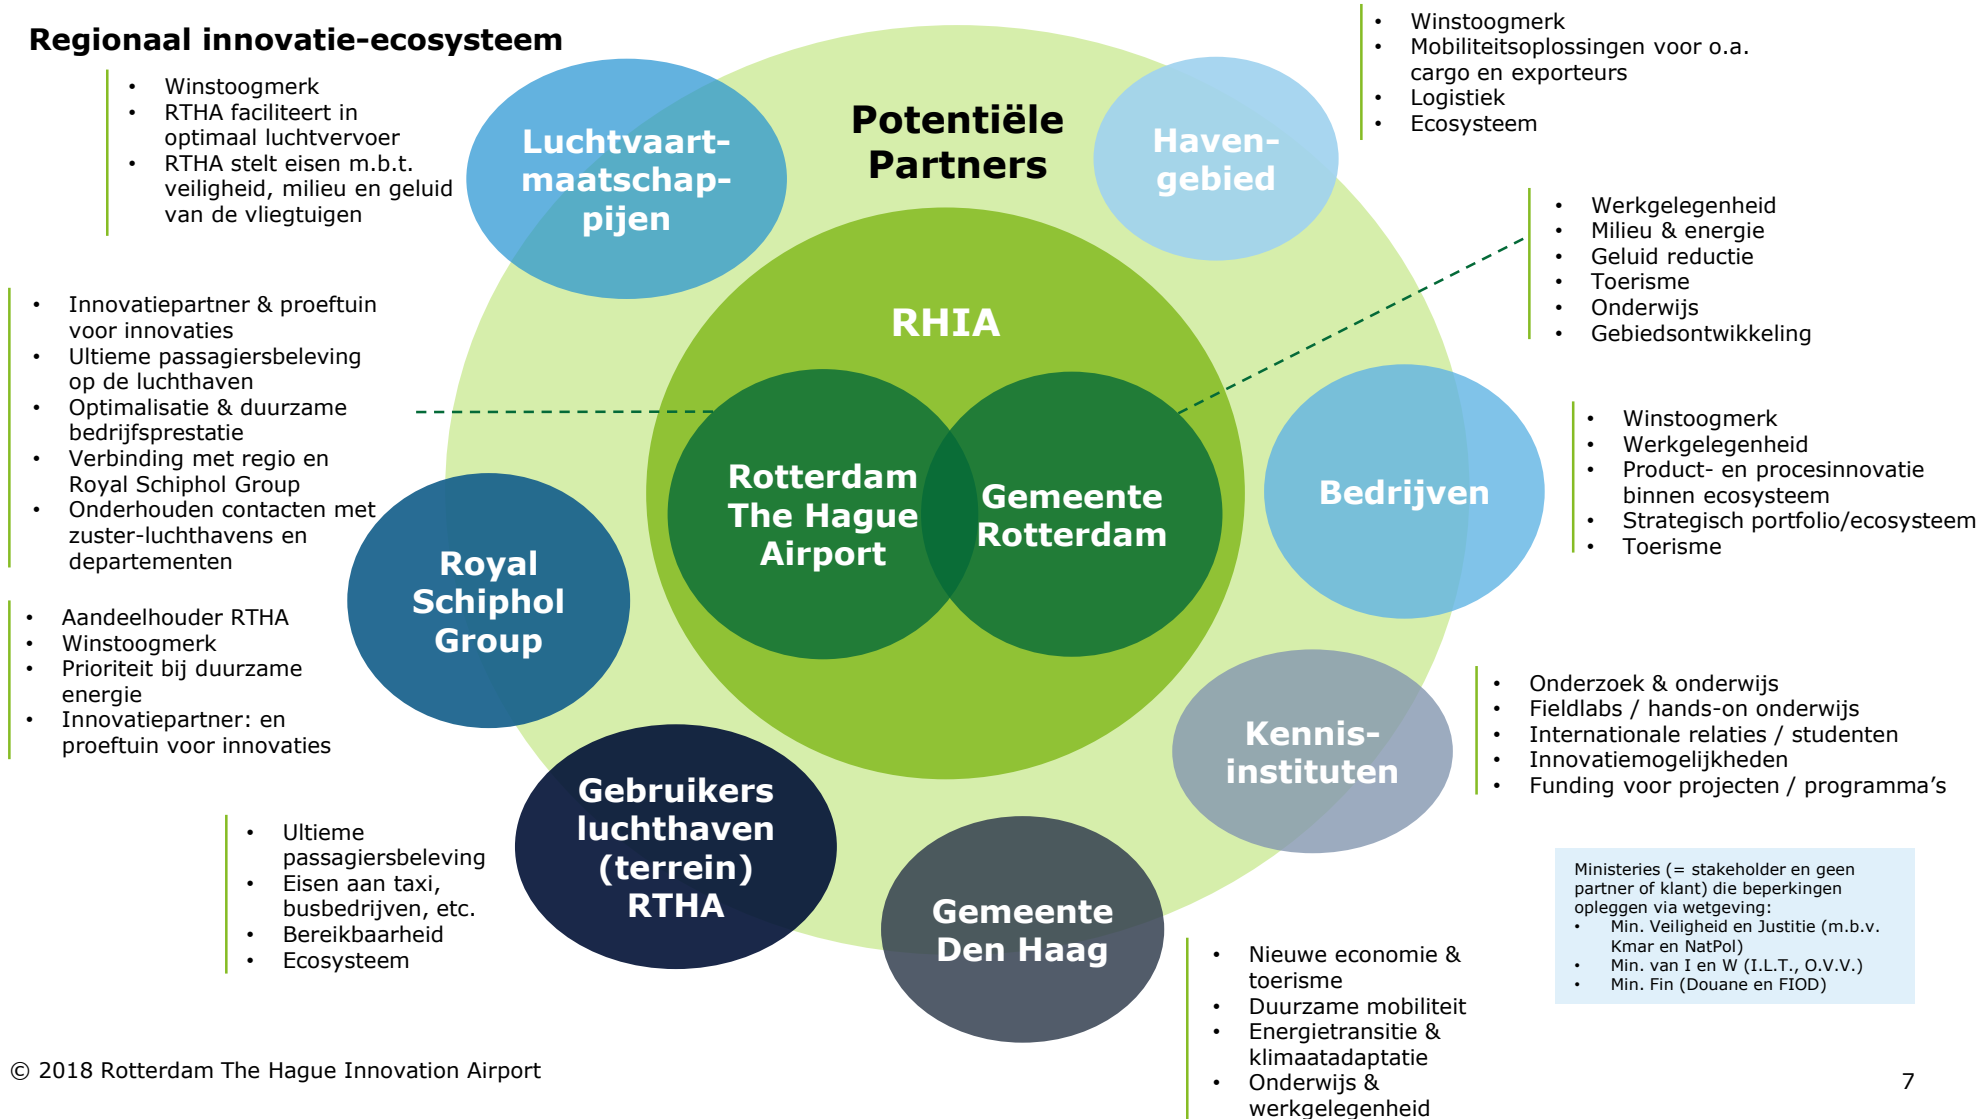 Regionaal innovatie-ecosysteem
• Winstoogmerk
• RTHA faciliteert in
optimaal luchtvervoer
• RTHA stelt eisen m.b.t.
veiligheid, milieu en geluid
van de vliegtuigen
Luchtvaart-
maatschap-
pijen
Potentiële
Partners
Haven-
gebied
• Winstoogmerk
• Mobiliteitsoplossingen voor o.a.
cargo en exporteurs
• Logistiek
• Ecosysteem
• Werkgelegenheid
• Milieu & energie
• Geluid reductie
• Toerisme
• Onderwijs
• Gebiedsontwikkeling
• Innovatiepartner & proeftuin
voor innovaties
• Ultieme passagiersbeleving
op de luchthaven
• Optimalisatie & duurzame
bedrijfsprestatie
• Verbinding met regio en
Royal Schiphol Group
• Onderhouden contacten met
zuster-luchthavens en
departementen
RHIA
Rotterdam
The Hague
Airport
Gemeente
Rotterdam
Bedrijven
• Winstoogmerk
• Werkgelegenheid
• Product- en procesinnovatie
binnen ecosysteem
• Strategisch portfolio/ecosysteem
• Toerisme
Royal
Schiphol
Group
• Aandeelhouder RTHA
• Winstoogmerk
• Prioriteit bij duurzame
energie
• Innovatiepartner: en
proeftuin voor innovaties
Kennis-
instituten
• Onderzoek & onderwijs
• Fieldlabs / hands-on onderwijs
• Internationale relaties / studenten
• Innovatiemogelijkheden
• Funding voor projecten / programma’s
Gebruikers
luchthaven
(terrein)
RTHA
• Ultieme
passagiersbeleving
• Eisen aan taxi,
busbedrijven, etc.
• Bereikbaarheid
• Ecosysteem
Gemeente
Den Haag
• Nieuwe economie &
toerisme
• Duurzame mobiliteit
• Energietransitie &
klimaatadaptatie
• Onderwijs &
werkgelegenheid
Ministeries (= stakeholder en geen
partner of klant) die beperkingen
opleggen via wetgeving:
• Min. Veiligheid en Justitie (m.b.v.
Kmar en NatPol)
• Min. van I en W (I.L.T., O.V.V.)
• Min. Fin (Douane en FIOD)
© 2018 Rotterdam The Hague Innovation Airport
7